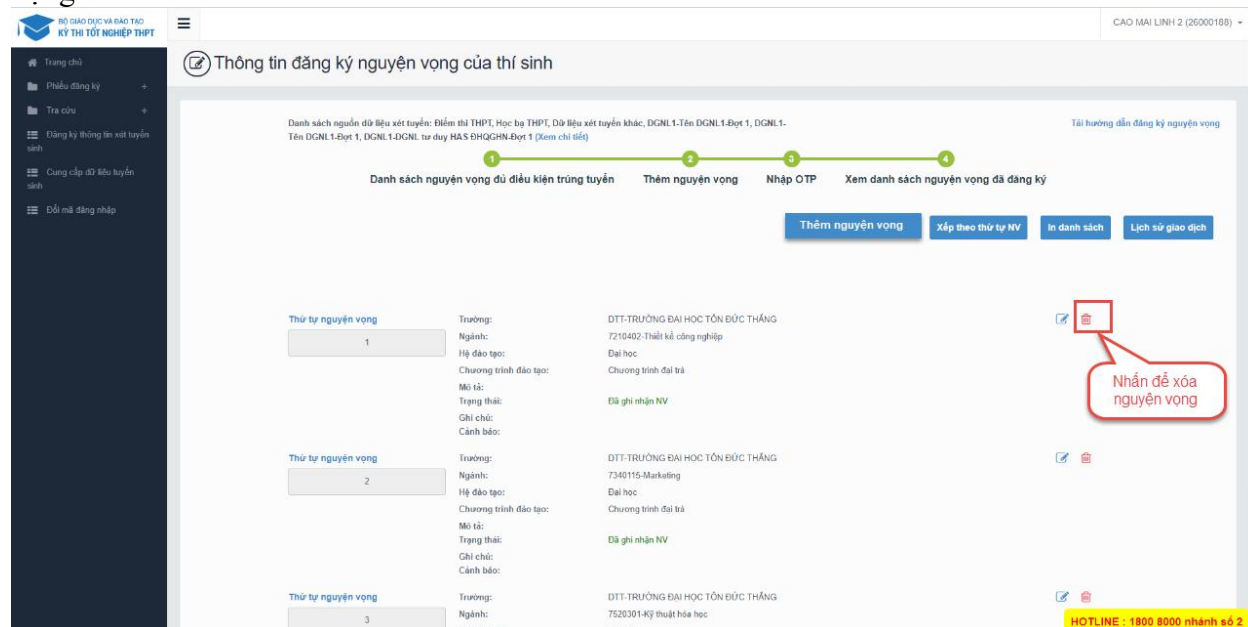 BỘ GIÁO DỤC VÀ ĐÀO TẠO
KỲ THI TỐT NGHIỆP THPT
CAO MAI LINH 2 (26000188)
Trang chủ
Phiếu đăng ký +
Tra cứu +
Đăng ký thông tin xét tuyển
sinh
Cung cấp dữ liệu tuyển
sinh
Đổi mã đăng nhập
Thông tin đăng ký nguyện vọng của thí sinh
Danh sách nguồn dữ liệu xét tuyển: Điểm thi THPT, Học bạ THPT, Dữ liệu xét tuyển khác, DGNL1-Tên DGNL1-Đợt 1, DGNL1-
Tên DGNL1-Đợt 1, DGNL1-DGNL tư duy HAS ĐHQGHN-Đợt 1 (Xem chi tiết)
Tải hướng dẫn đăng ký nguyện vọng
1 2 3 4
Danh sách nguyện vọng đủ điều kiện trúng tuyển Thêm nguyện vọng Nhập OTP Xem danh sách nguyện vọng đã đăng ký
Thêm nguyện vọng Xếp theo thứ tự NV In danh sách Lịch sử giao dịch
Thứ tự nguyện vọng
1
Trường: DTT-TRƯỜNG ĐẠI HỌC TÔN ĐỨC THẮNG
Ngành: 7210402-Thiết kế công nghiệp
Hệ đào tạo: Đại học
Chương trình đào tạo: Chương trình đại trà
Mô tả:
Trạng thái: Đã ghi nhận NV
Ghi chú:
Cảnh báo:
Nhấn để xóa
nguyện vọng
Thứ tự nguyện vọng
2
Trường: DTT-TRƯỜNG ĐẠI HỌC TÔN ĐỨC THẮNG
Ngành: 7340115-Marketing
Hệ đào tạo: Đại học
Chương trình đào tạo: Chương trình đại trà
Mô tả:
Trạng thái: Đã ghi nhận NV
Ghi chú:
Cảnh báo:
Thứ tự nguyện vọng
3
Trường: DTT-TRƯỜNG ĐẠI HỌC TÔN ĐỨC THẮNG
Ngành: 7520301-Kỹ thuật hóa học
HOTLINE : 1800 8000 nhánh số 2